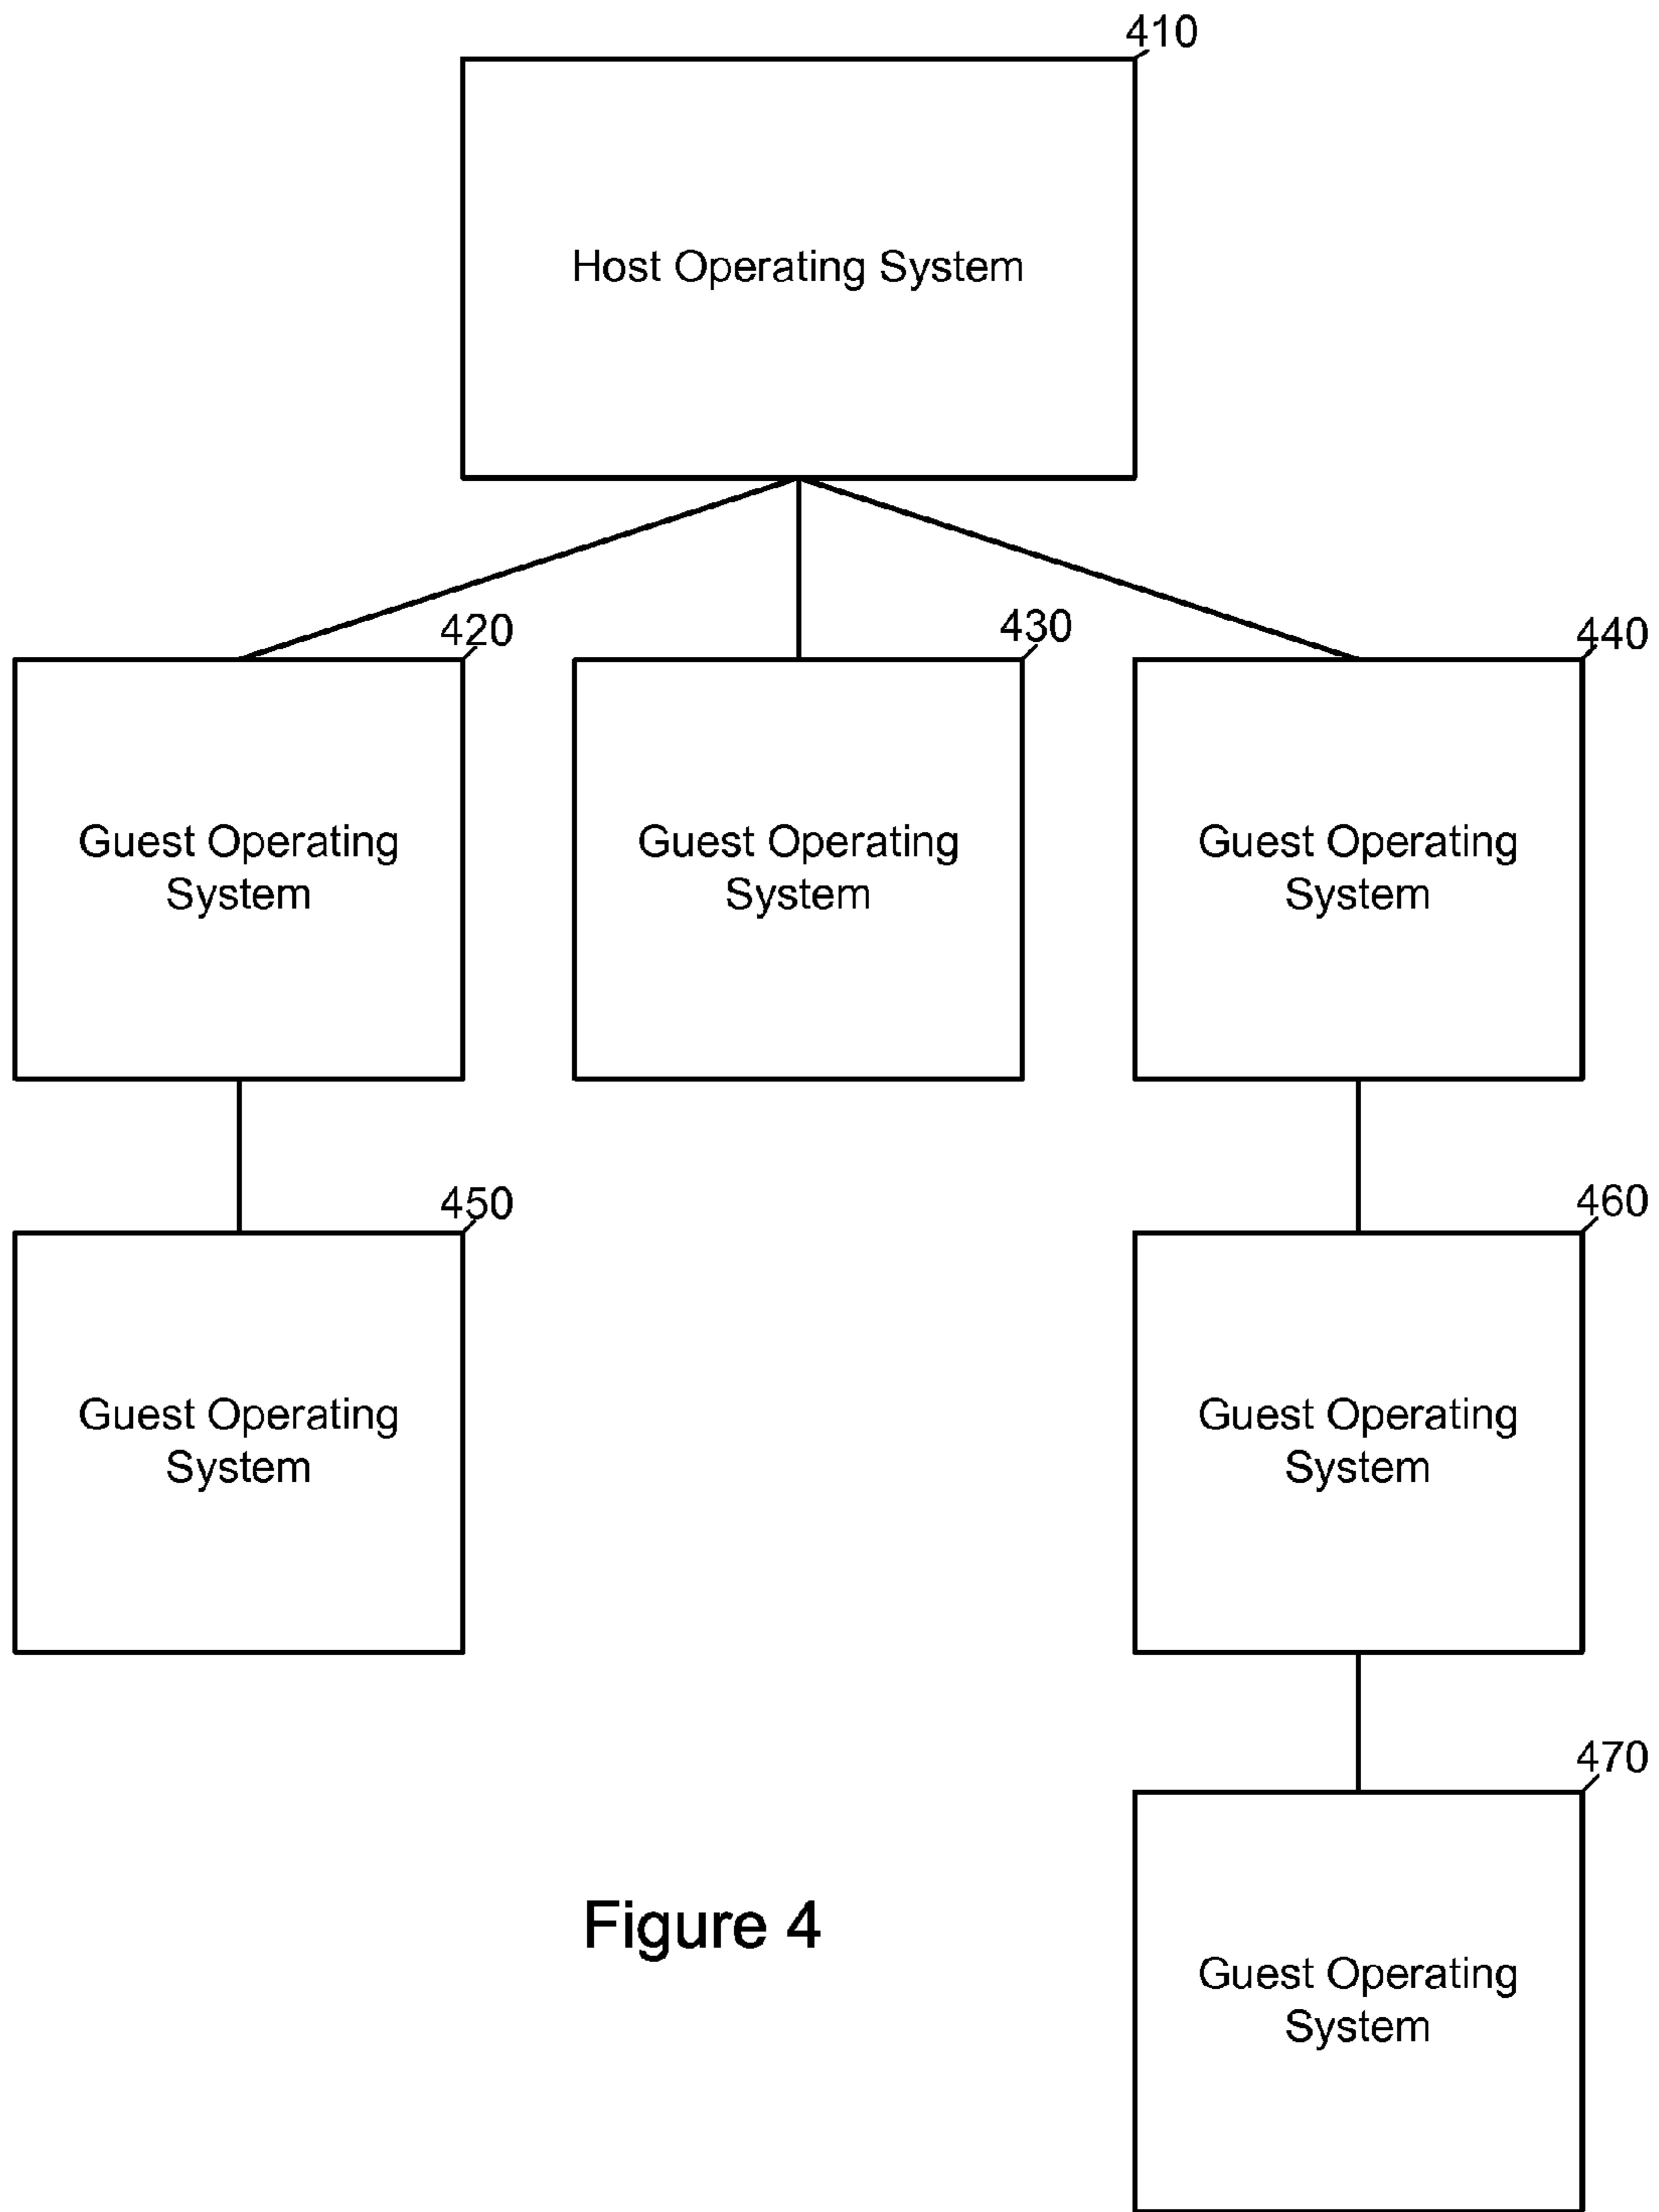 410
Host Operating System
420
430
440
Guest Operating
System
Guest Operating
System
Guest Operating
System
450
460
Guest Operating
System
Guest Operating
System
470
Figure 4
Guest Operating
System